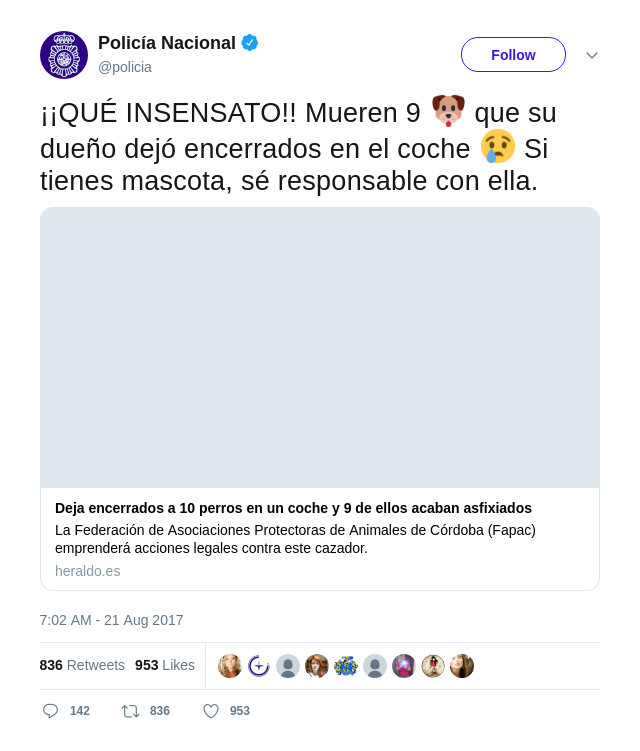 Policía Nacional
@policia
Follow
¡¡QUÉ INSENSATO!! Mueren 9 🐶 que su
dueño dejó encerrados en el coche 😢 Si
tienes mascota, sé responsable con ella.
Deja encerrados a 10 perros en un coche y 9 de ellos acaban asfixiados
La Federación de Asociaciones Protectoras de Animales de Córdoba (Fapac)
emprenderá acciones legales contra este cazador.
heraldo.es
7:02 AM - 21 Aug 2017
836 Retweets 953 Likes
142 836 953